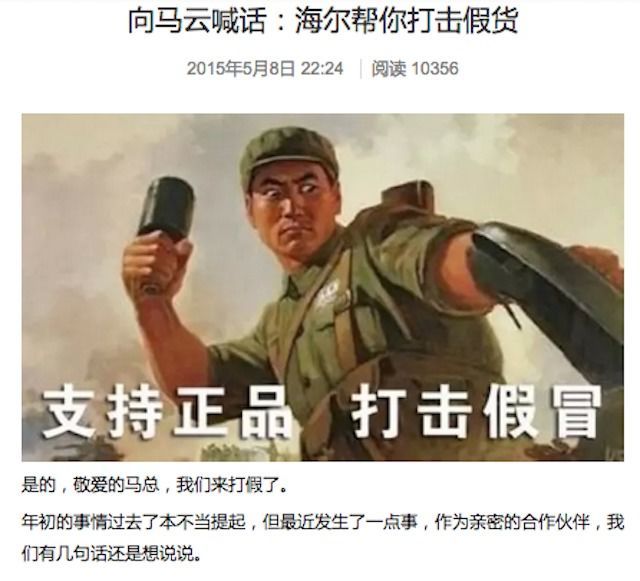 向马云喊话：海尔帮你打击假货
2015年5月8日 22:24 阅读 10356
支持正品 打击假冒
是的，敬爱的马总，我们来打假了。
年初的事情过去了本不当提起，但最近发生了一点事，作为亲密的合作伙伴，我
们有几句话还是想说说。